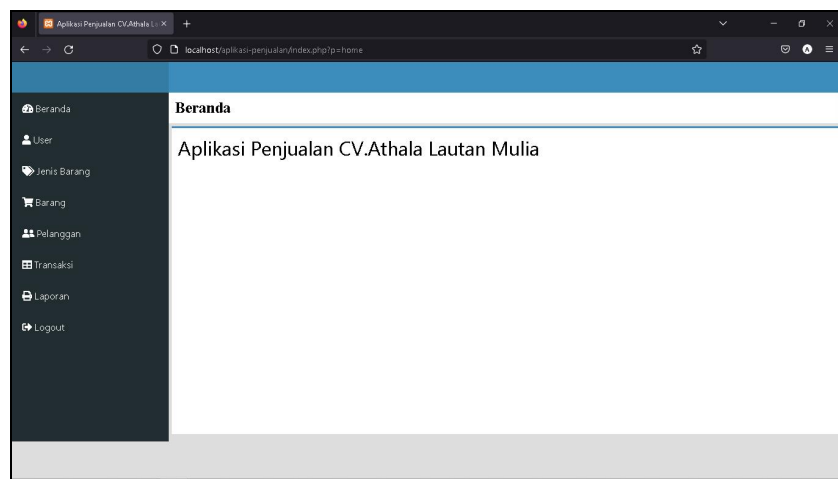 Aplikasi Penjualan CV.Athala L
localhost/aplikasi-penjualan/index.php?p=home
Beranda
User
Jenis Barang
Barang
Pelanggan
Transaksi
Laporan
Logout
Beranda
Aplikasi Penjualan CV.Athala Lautan Mulia